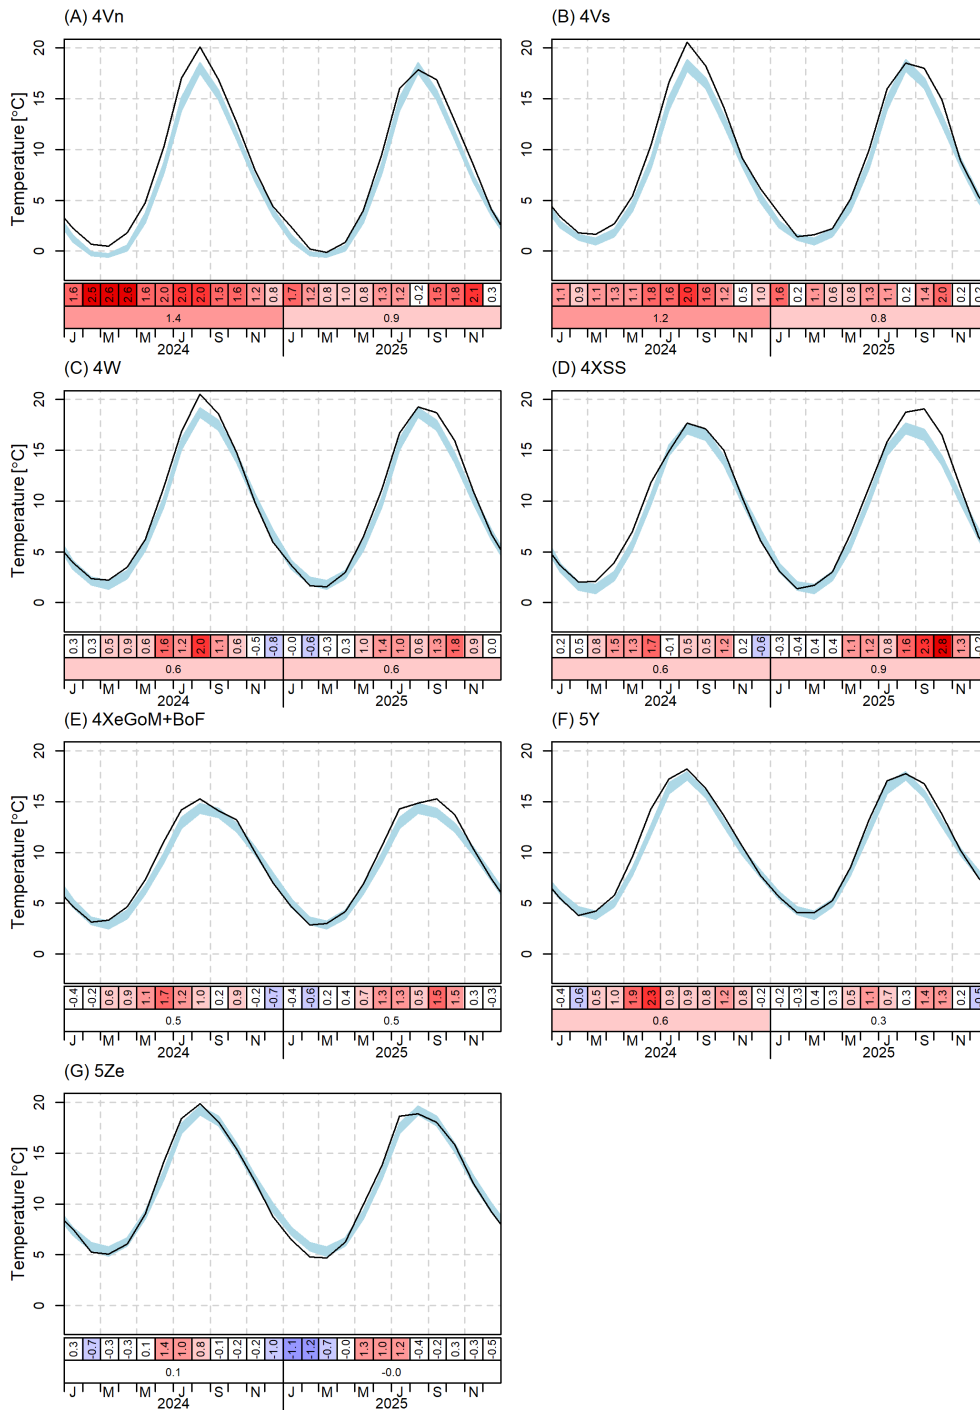 (A) 4Vn
Temperature [°C]
20
15
10
5
0
1.6 2.5 2.6 2.6 1.6 2.0 2.0 2.0 1.5 1.6 1.2 0.8 1.7 1.2 0.8 1.0 0.9 1.3 1.2 -0.2 1.5 1.8 2.1 0.3
1.4 0.9
J M M J S N J M M J S N
2024 2025
(B) 4Vs
20
15
10
5
0
1.1 0.9 1.1 1.3 1.1 1.8 1.6 2.0 1.6 1.2 0.5 1.0 1.6 0.2 1.1 0.6 1.1 1.3 1.1 0.2 1.4 2.0 0.2
1.2 0.8
J M M J S N J M M J S N
2024 2025
(C) 4W
Temperature [°C]
20
15
10
5
0
0.3 0.3 0.5 0.9 0.6 1.6 1.2 2.0 1.1 0.6 -0.5 -0.8 -0.0 -0.6 -0.3 0.3 1.0 1.4 1.0 0.6 1.2 1.8 0.9 0.0
0.6 0.6
J M M J S N J M M J S N
2024 2025
(D) 4XSS
20
15
10
5
0
0.2 0.5 0.8 1.5 1.3 1.7 -0.1 0.5 0.5 1.2 0.2 -0.6 -0.3 -0.4 0.4 0.4 1.1 1.2 0.8 1.6 2.3 2.6 1.3
0.6 0.9
J M M J S N J M M J S N
2024 2025
(E) 4XeGoM+BoF
Temperature [°C]
20
15
10
5
0
-0.4 -0.2 0.6 0.9 1.1 1.7 1.2 1.0 0.2 0.9 -0.2 -0.7 -0.4 -0.6 0.2 0.4 0.7 1.3 1.3 0.5 1.5 1.5 0.3 -0.3
0.5 0.5
J M M J S N J M M J S N
2024 2025
(F) 5Y
20
15
10
5
0
-0.4 -0.6 0.5 1.0 1.9 2.3 0.9 0.9 0.8 1.2 0.8 -0.2 -0.2 -0.3 0.4 0.3 0.5 1.1 0.7 0.3 1.4 1.3 0.2 -0.5
0.6 0.3
J M M J S N J M M J S N
2024 2025
(G) 5Ze
Temperature [°C]
20
15
10
5
0
0.3 -0.7 -0.3 -0.3 0.1 1.4 1.0 0.8 -0.1 -0.2 -0.2 -1.0 -1.1 -1.2 -0.7 -0.0 1.3 1.0 1.2 -0.4 -0.2 0.3 -0.3 -0.5
0.1 -0.0
J M M J S N J M M J S N
2024 2025